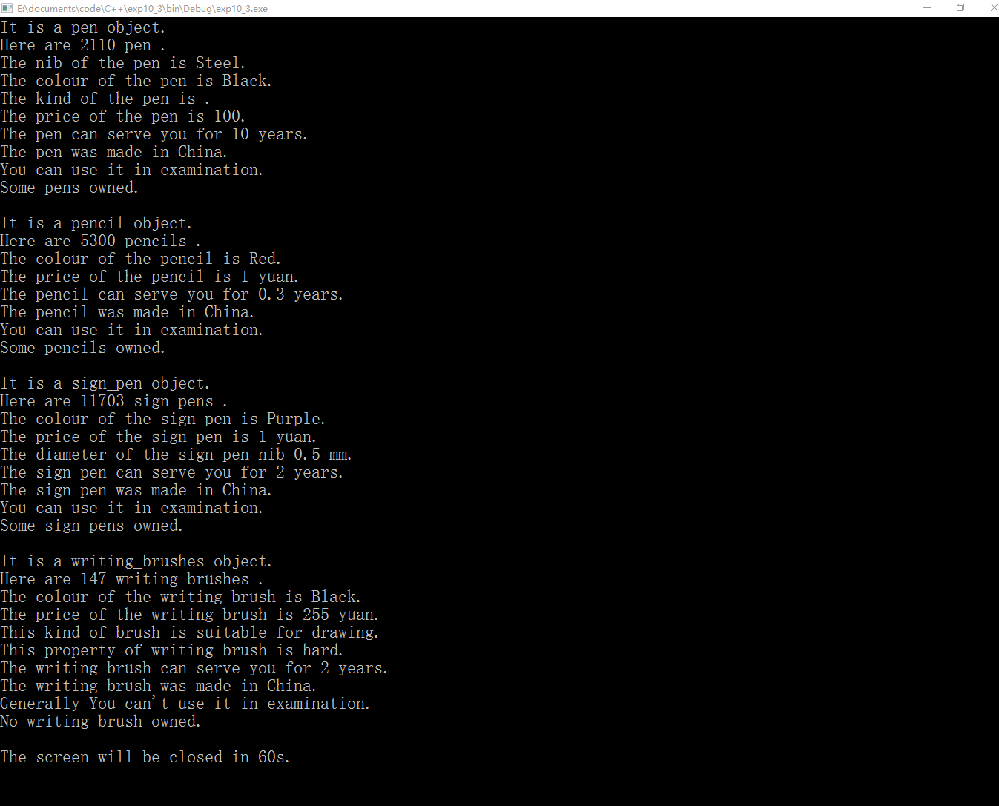 E:\documents\code\C++\exp10_3\bin\Debug\exp10_3.exe
It is a pen object.
Here are 2110 pen .
The nib of the pen is Steel.
The colour of the pen is Black.
The kind of the pen is .
The price of the pen is 100.
The pen can serve you for 10 years.
The pen was made in China.
You can use it in examination.
Some pens owned.

It is a pencil object.
Here are 5300 pencils .
The colour of the pencil is Red.
The price of the pencil is 1 yuan.
The pencil can serve you for 0.3 years.
The pencil was made in China.
You can use it in examination.
Some pencils owned.

It is a sign_pen object.
Here are 11703 sign pens .
The colour of the sign pen is Purple.
The price of the sign pen is 1 yuan.
The diameter of the sign pen nib 0.5 mm.
The sign pen can serve you for 2 years.
The sign pen was made in China.
You can use it in examination.
Some sign pens owned.

It is a writing_brushes object.
Here are 147 writing brushes .
The colour of the writing brush is Black.
The price of the writing brush is 255 yuan.
This kind of brush is suitable for drawing.
This property of writing brush is hard.
The writing brush can serve you for 2 years.
The writing brush was made in China.
Generally You can't use it in examination.
No writing brush owned.

The screen will be closed in 60s.